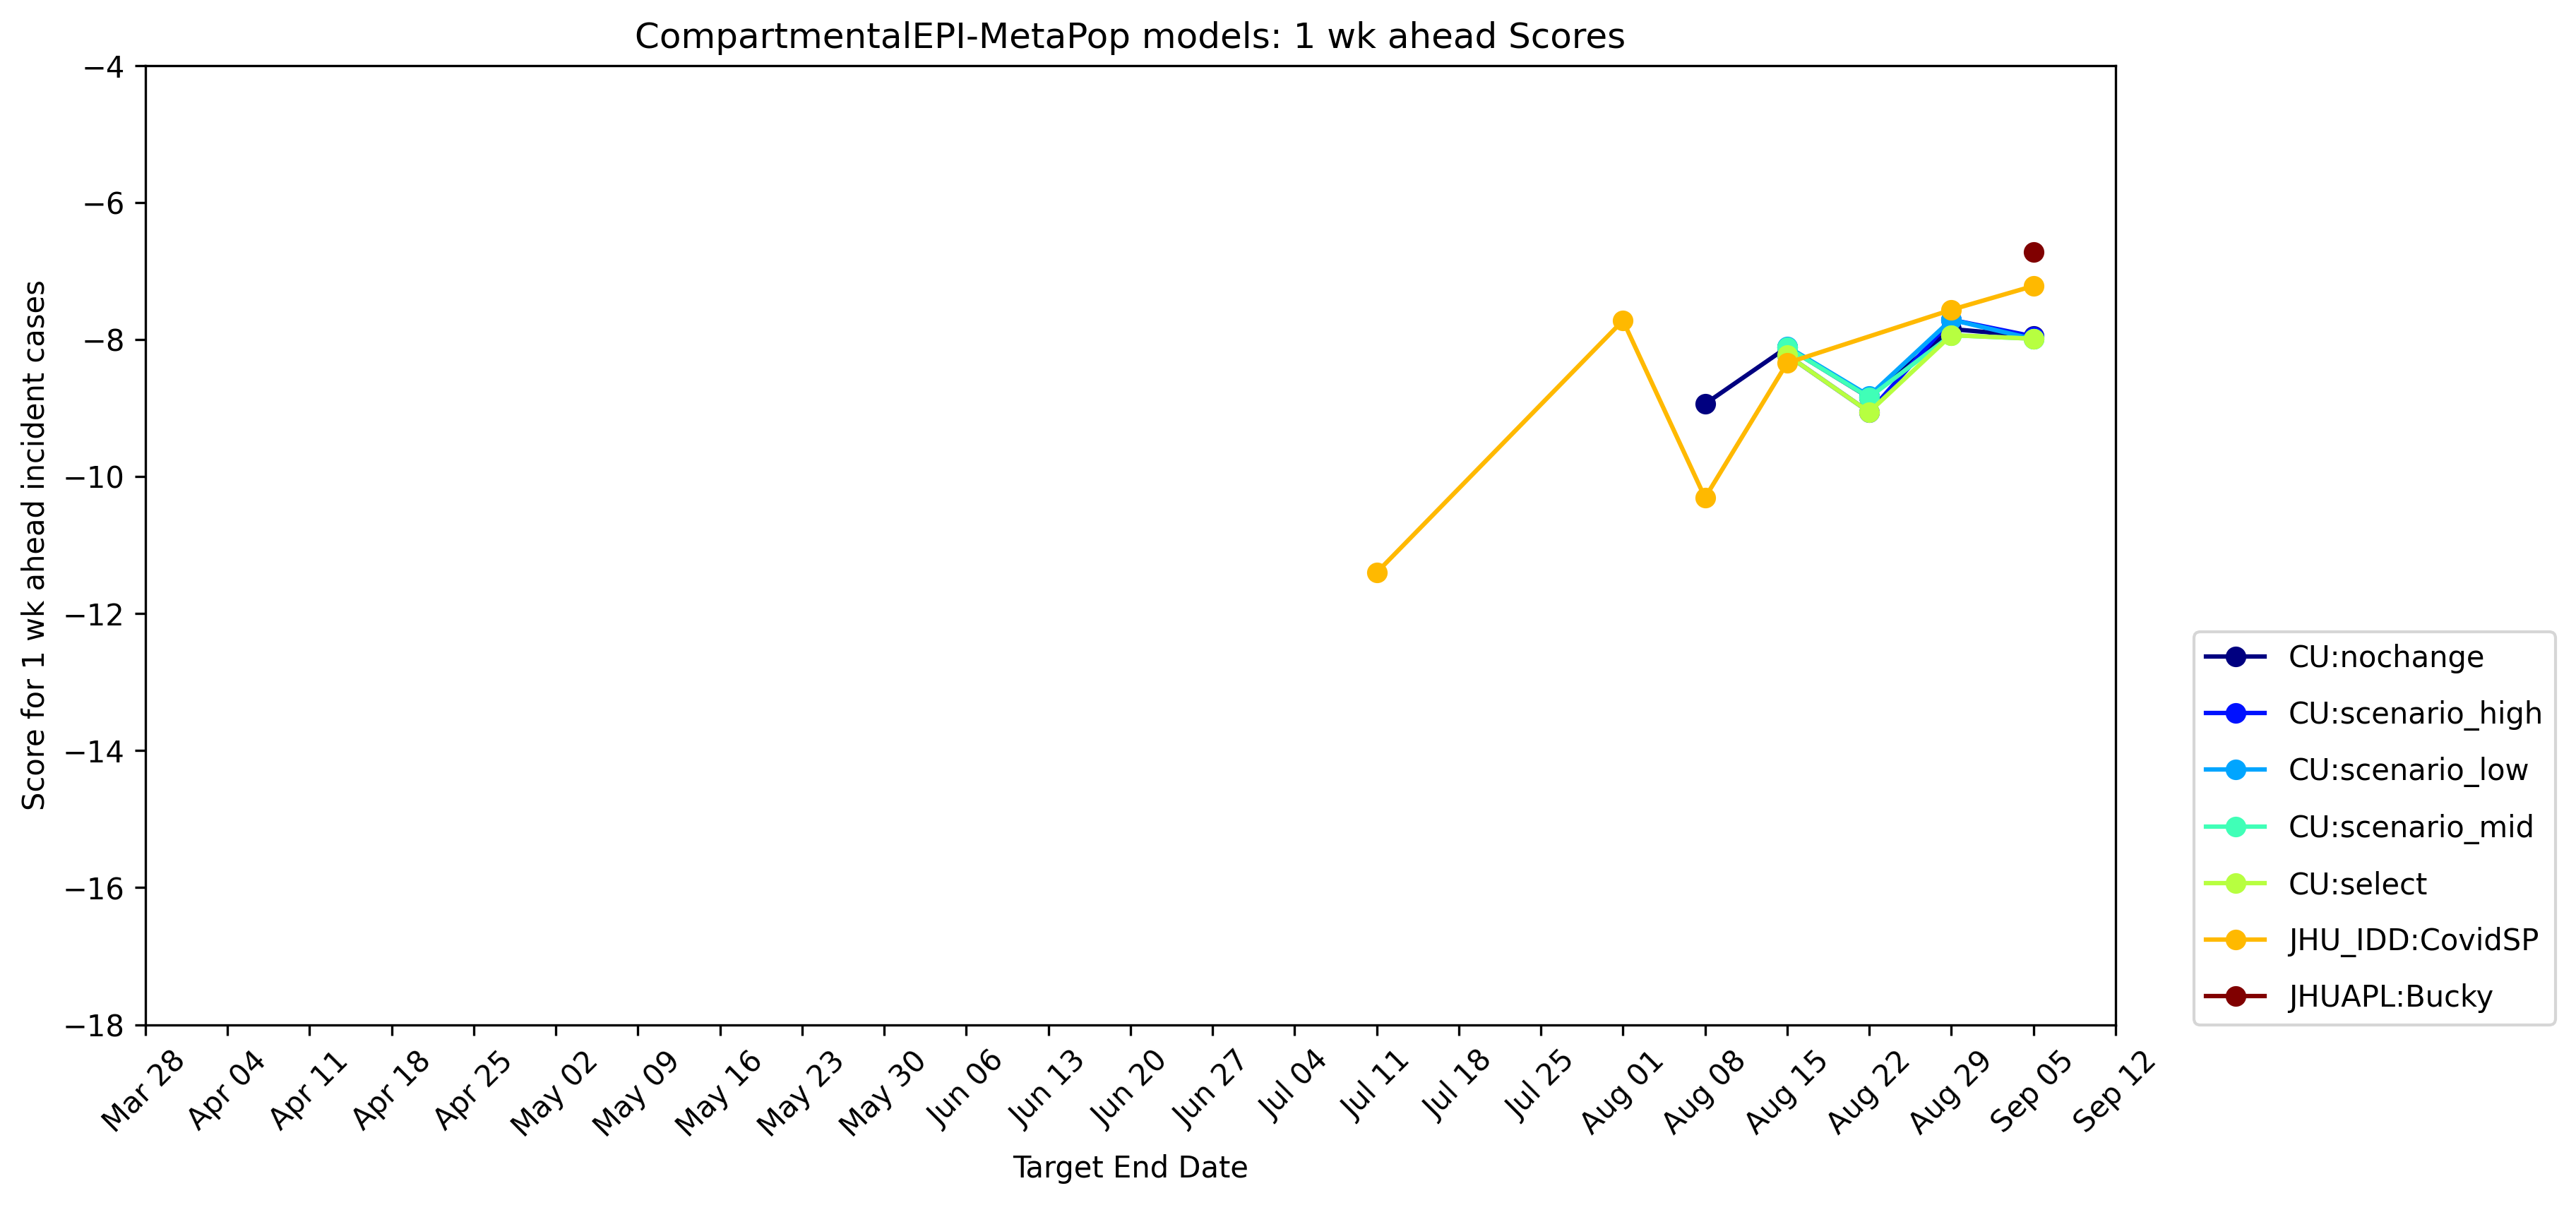 CompartmentalEPI-MetaPop models: 1 wk ahead Scores
Score for 1 wk ahead incident cases
−4
−6
−8
−10
−12
−14
−16
−18
Mar 28
Apr 04
Apr 11
Apr 18
Apr 25
May 02
May 09
May 16
May 23
May 30
Jun 06
Jun 13
Jun 20
Jun 27
Jul 04
Jul 11
Jul 18
Jul 25
Aug 01
Aug 08
Aug 15
Aug 22
Aug 29
Sep 05
Sep 12
Target End Date
CU:nochange
CU:scenario_high
CU:scenario_low
CU:scenario_mid
CU:select
JHU_IDD:CovidSP
JHUAPL:Bucky